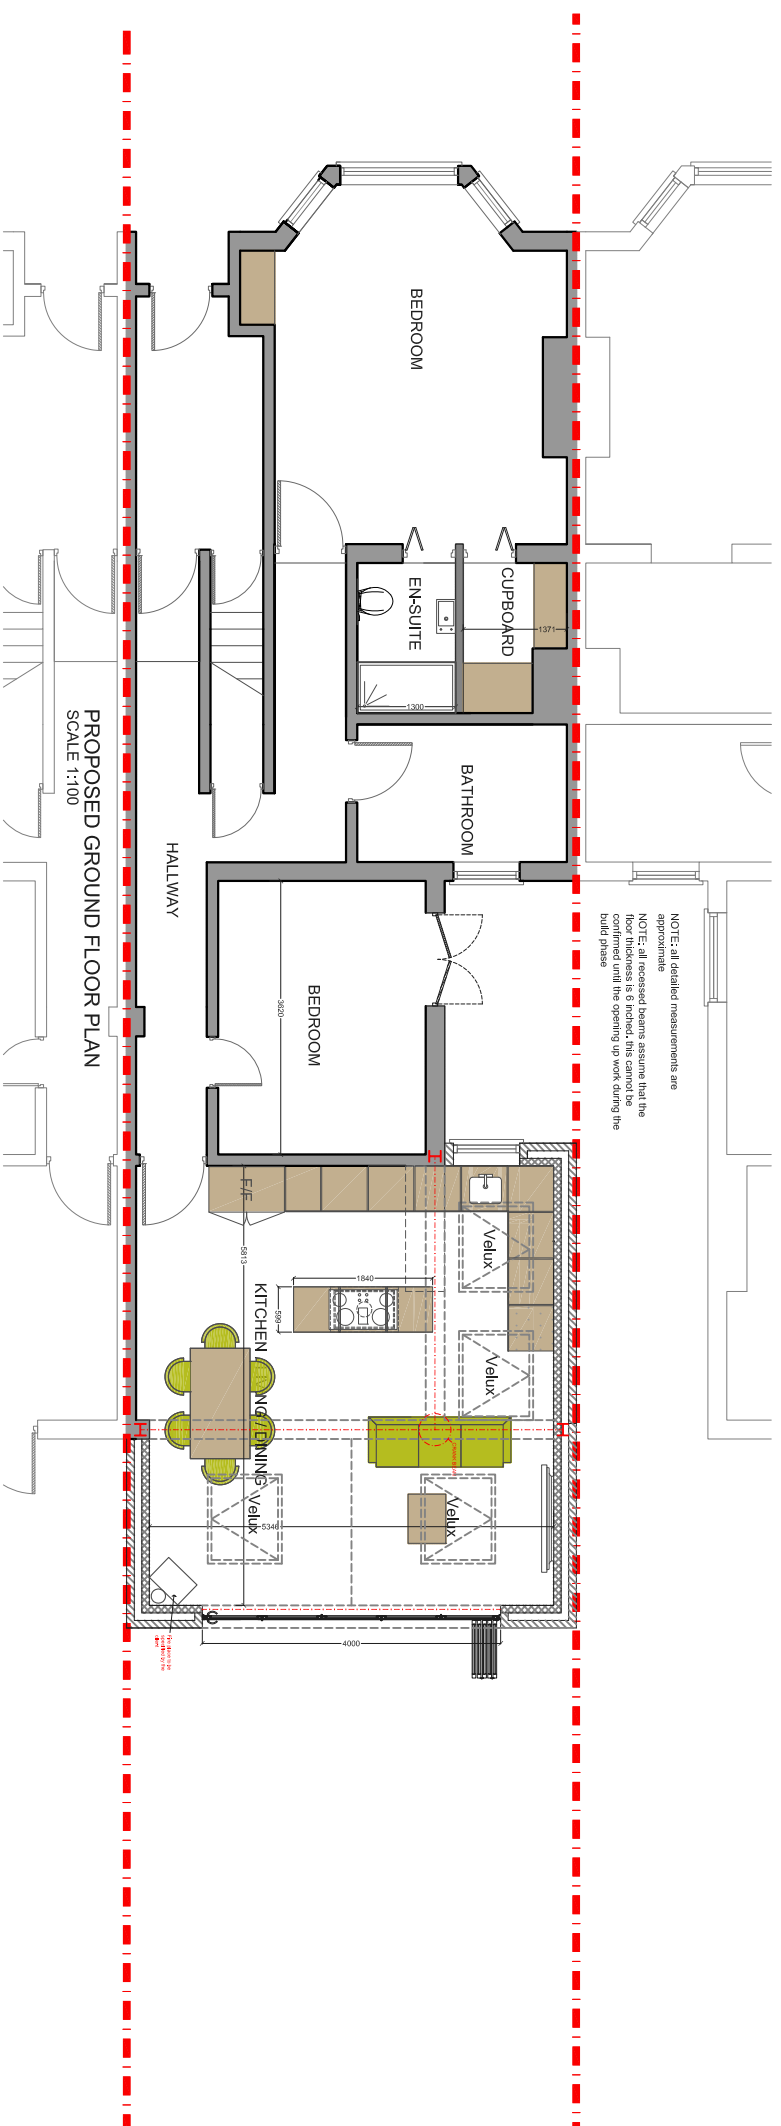 BEDROOM
EN-SUITE
CUPBOARD
1371
1300
BATHROOM
PROPOSED GROUND FLOOR PLAN
SCALE 1:100
HALLWAY
BEDROOM
3620
NOTE: all detailed measurements are
approximate
NOTE: all recessed beams assume that the
floor thickness is 6 inched. this cannot be
confirmed until the opening up work during the
build phase
F/F
5813
KITCHEN
/ DINING
1840
599
Velux
Velux
Velux
Velux
5346
4000